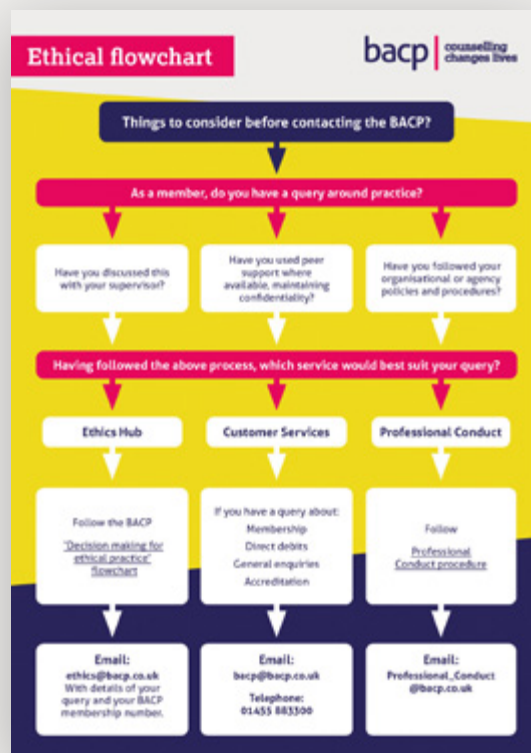 Ethical flowchart
bacp
counselling
changes lives
Things to consider before contacting the BACP?
As a member, do you have a query around practice?
Have you discussed this
with your supervisor?
Have you used peer
support where
available, maintaining
confidentiality?
Have you followed your
organisational or agency
policies and procedures?
Having followed the above process, which service would best suit your query?
Ethics Hub
Customer Services
Professional Conduct
Follow the BACP
"Decision making for
ethical practice"
flowchart
If you have a query about:
Membership
Direct debits
General enquiries
Accreditation
Follow
Professional
Conduct procedure
Email:
ethics@bacp.co.uk
With details of your
query and your BACP
membership number.
Email:
bacp@bacp.co.uk
Telephone:
01455 883300
Email:
Professional_Conduct
@bacp.co.uk